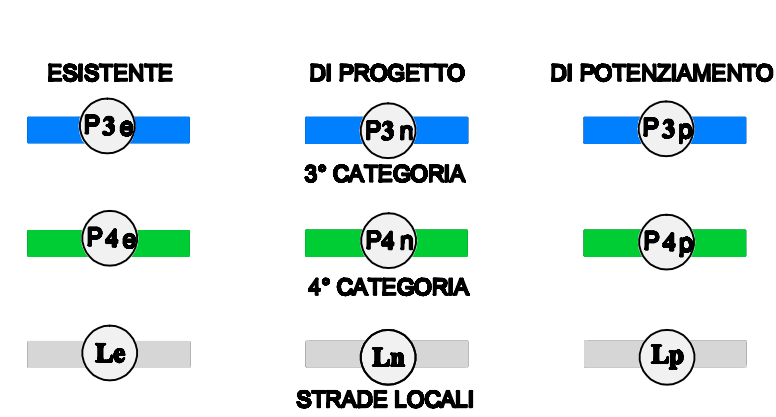 ESISTENTE DI PROGETTO DI POTENZIAMENTO
P3e P3n P3p
3° CATEGORIA
P4e P4n P4p
4° CATEGORIA
Le Ln Lp
STRADE LOCALI